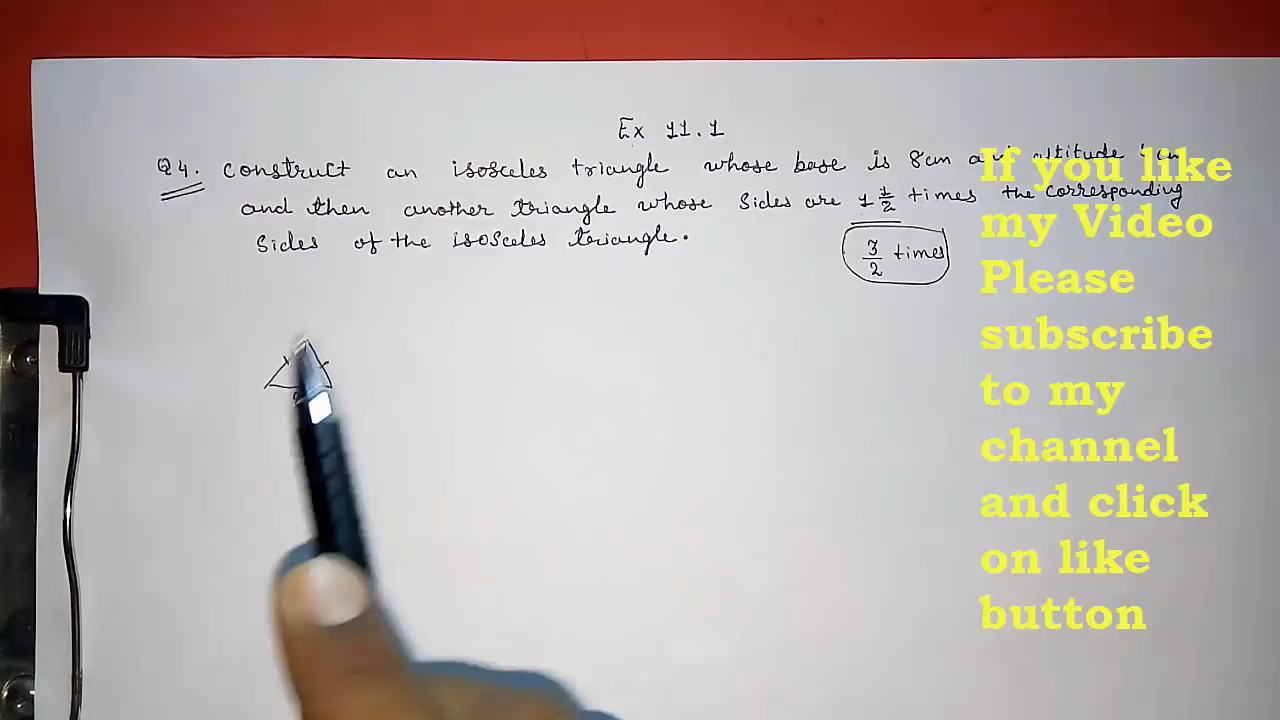 Ex 11.1
Q4. construct an isosceles triangle whose base is 8cm altitude
and then another triangle whose sides are 1 1/2 times the corresponding
sides of the isosceles triangle.
3/2 times
If you like
my Video
Please
subscribe
to my
channel
and click
on like
button